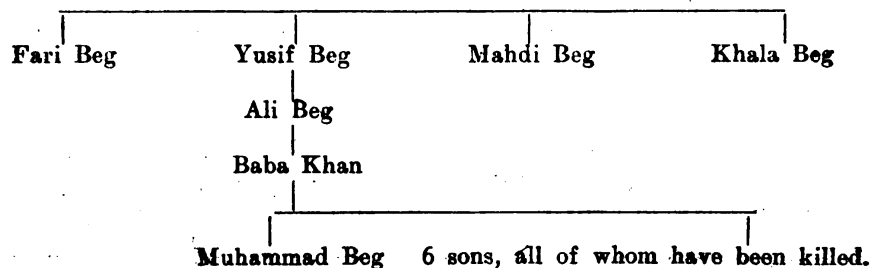 Fari Beg Yusif Beg Mahdi Beg Khala Beg
Ali Beg
Baba Khan
Muhammad Beg 6 sons, all of whom have been killed.